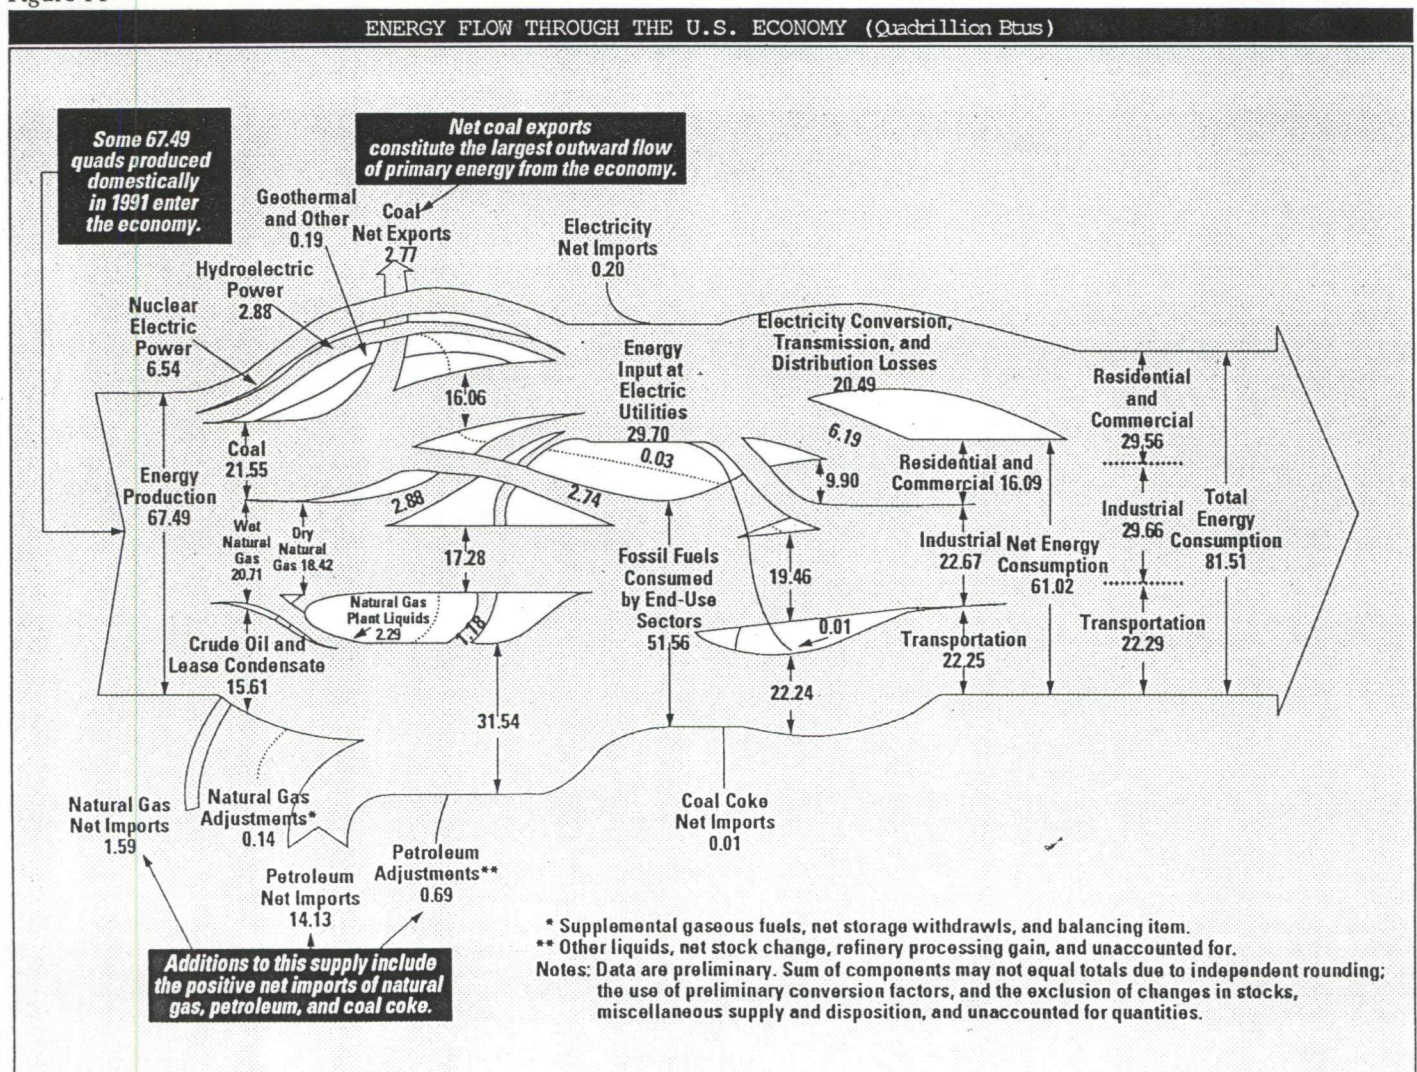 ENERGY FLOW THROUGH THE U.S. ECONOMY (Quadrillion Btus)
Some 67.49
quads produced
domestically
in 1991 enter
the economy.
Net coal exports
constitute the largest outward flow
of primary energy from the economy.
Geothermal
and Other
0.19
Coal
Net Exports
2.77
Electricity
Net Imports
0.20
Hydroelectric
Power
2.88
Nuclear
Electric
Power
6.54
Electricity Conversion,
Transmission, and
Distribution Losses
20.49
Energy
Input at
Electric
Utilities
29.70
0.03
16.06
6.19
Residential
and
Commercial
29.56
Coal
21.55
Energy
Production
67.49
2.88
2.74
9.90
Residential and
Commercial 16.09
Wet
Natural
Gas
20.71
Dry
Natural
Gas 18.42
17.28
Fossil Fuels
Consumed
by End-Use
Sectors
51.56
19.46
Industrial
22.67
Net Energy
Consumption
61.02
Industrial
29.66
Total
Energy
Consumption
81.51
Natural Gas
Plant Liquids
2.29
1.18
0.01
Crude Oil and
Lease Condensate
15.61
Transportation
22.25
Transportation
22.29
31.54
22.24
Natural Gas
Net Imports
1.59
Natural Gas
Adjustments*
0.14
Petroleum
Net Imports
14.13
Petroleum
Adjustments**
0.69
Coal Coke
Net Imports
0.01
Additions to this supply include
the positive net imports of natural
gas, petroleum, and coal coke.
* Supplemental gaseous fuels, net storage withdrawls, and balancing item.
** Other liquids, net stock change, refinery processing gain, and unaccounted for.
Notes: Data are preliminary. Sum of components may not equal totals due to independent rounding;
the use of preliminary conversion factors, and the exclusion of changes in stocks,
miscellaneous supply and disposition, and unaccounted for quantities.